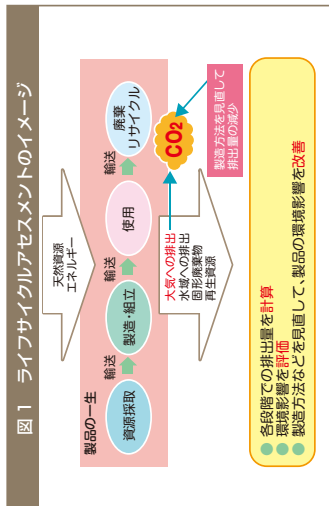 図1 ライフサイクルアセスメントのイメージ
天然資源
エネルギー
製品の一生
資源採取
輸送
製造・組立
輸送
使用
輸送
廃棄
リサイクル
大気への排出
水域への排出
固形廃棄物
再生資源
CO2
製造方法を見直して
排出量の減少
各段階での排出量を計算
環境影響を評価
製造方法などを見直して、製品の環境影響を改善